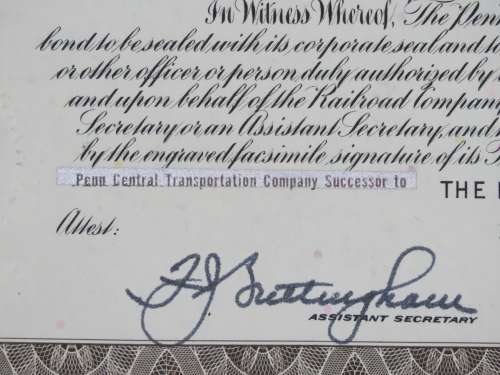 In Witness Whereof, The Penn
bond to be sealed with its corporate seal and
or other officer or person duly authorized by
and upon behalf of the Railroad Company
Secretary or an Assistant Secretary, and
by the engraved facsimile signature of its
Penn Central Transportation Company Successor to
THE
Attest:
F J Brittingham
ASSISTANT SECRETARY